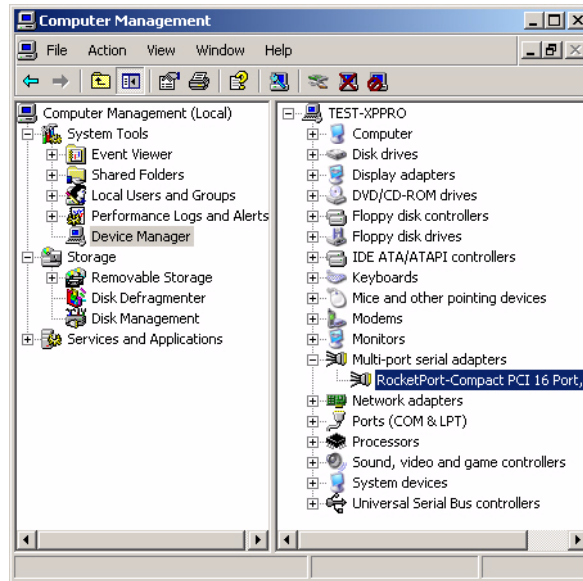 Computer Management
File Action View Window Help
Computer Management (Local)
System Tools
Event Viewer
Shared Folders
Local Users and Groups
Performance Logs and Alerts
Device Manager
Storage
Removable Storage
Disk Defragmenter
Disk Management
Services and Applications
TEST-XPPRO
Computer
Disk drives
Display adapters
DVD/CD-ROM drives
Floppy disk controllers
Floppy disk drives
IDE ATA/ATAPI controllers
Keyboards
Mice and other pointing devices
Modems
Monitors
Multi-port serial adapters
RocketPort-Compact PCI 16 Port,
Network adapters
Ports (COM & LPT)
Processors
Sound, video and game controllers
System devices
Universal Serial Bus controllers